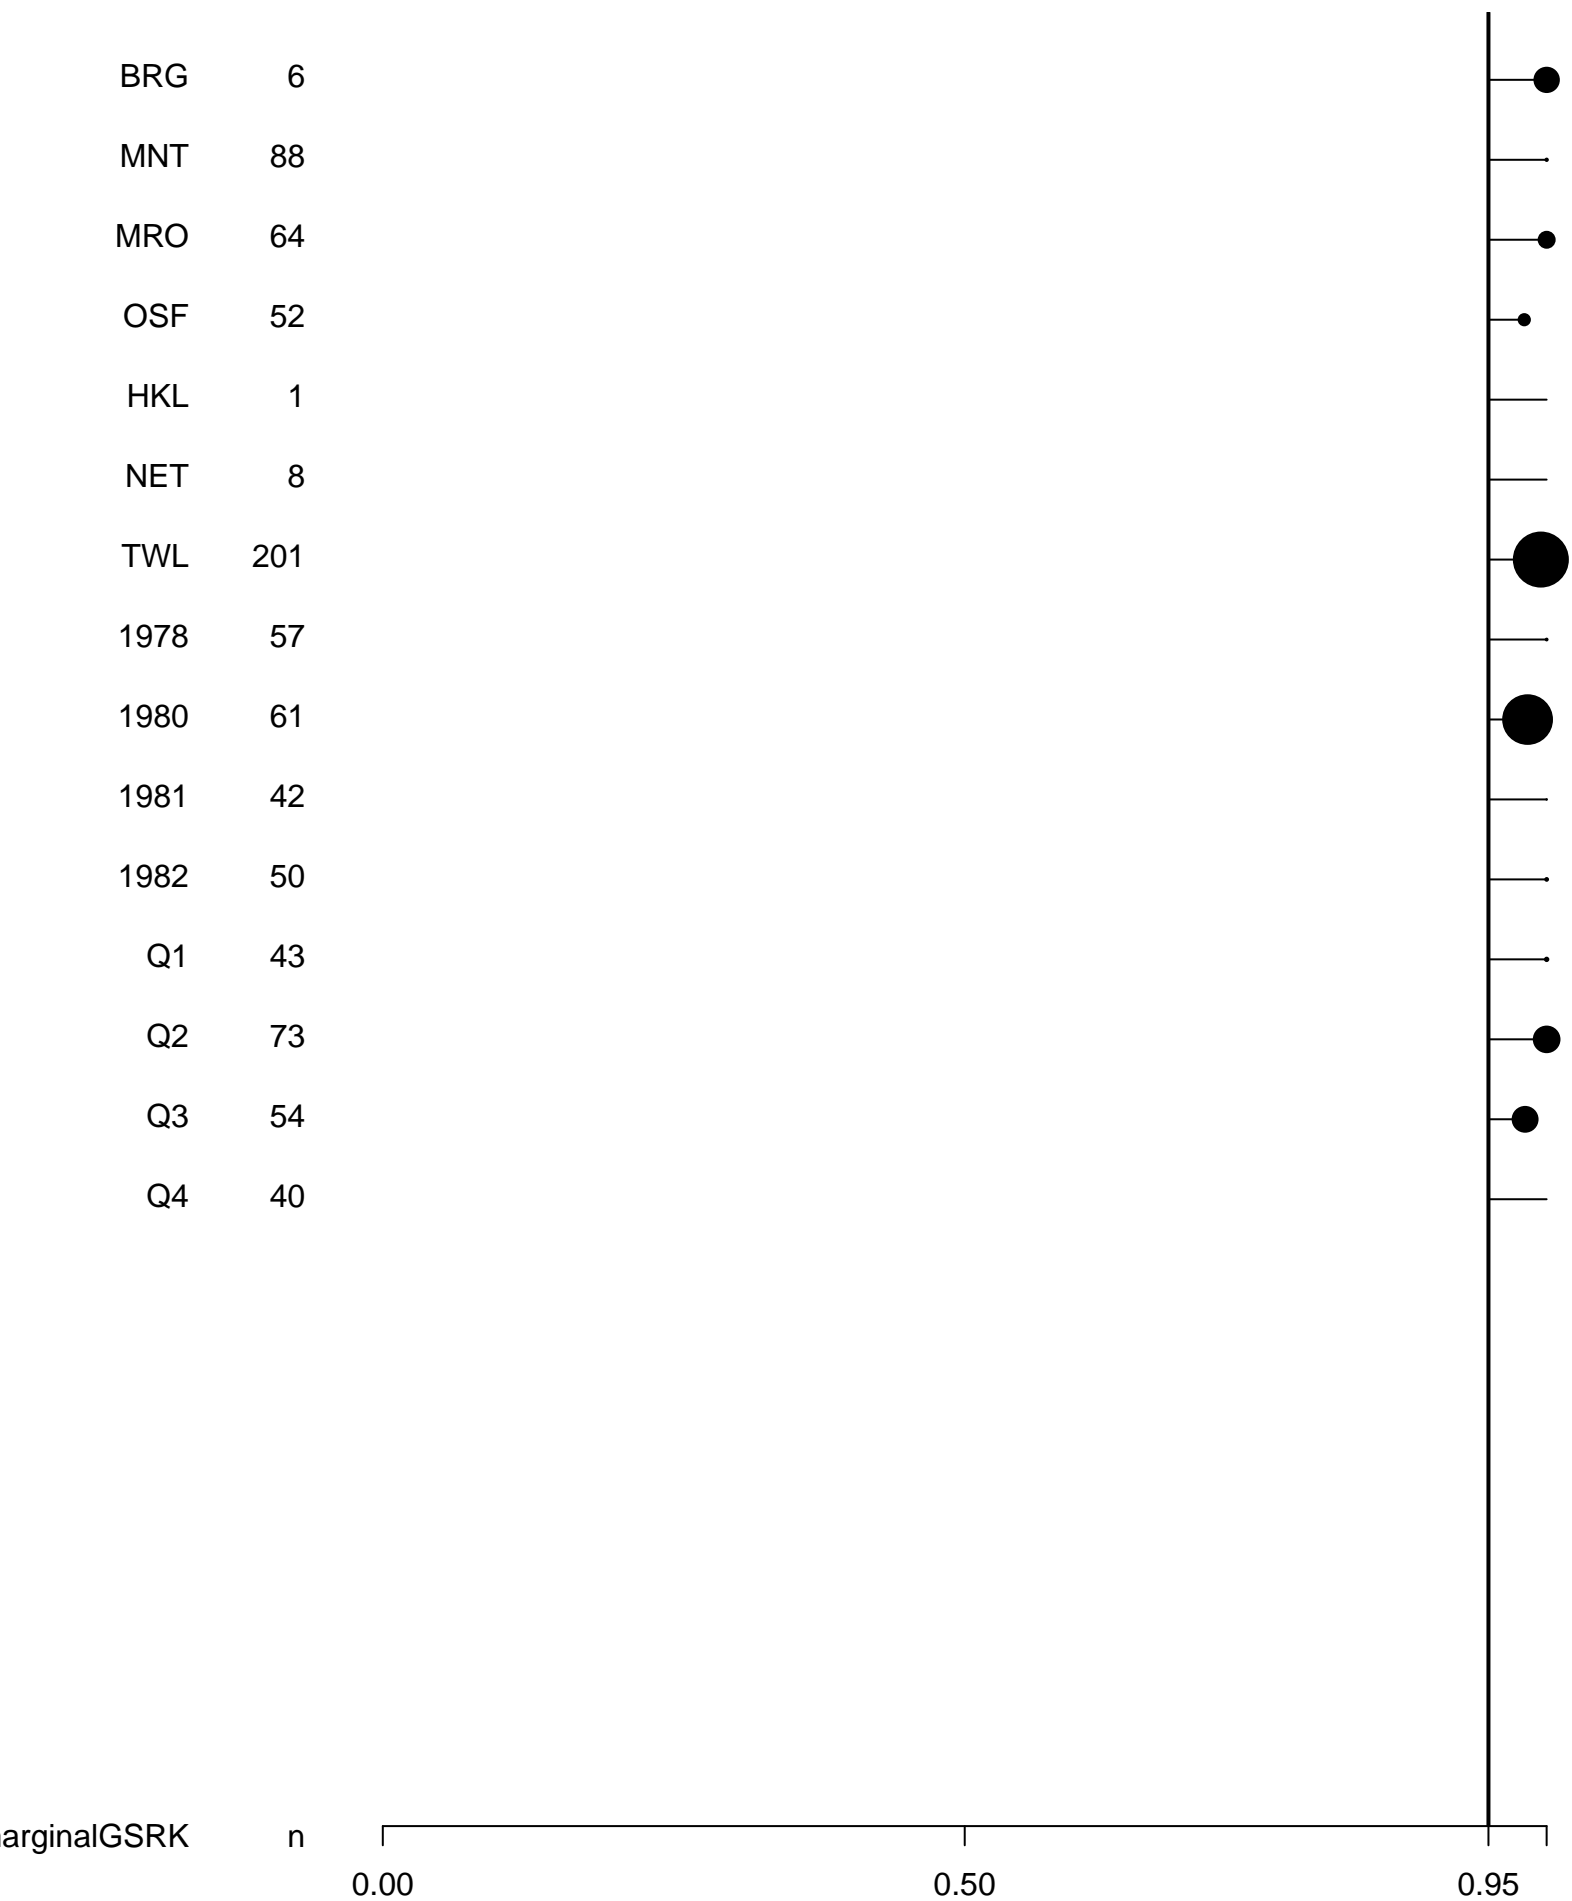 BRG 6
MNT 88
MRO 64
OSF 52
HKL 1
NET 8
TWL 201
1978 57
1980 61
1981 42
1982 50
Q1 43
Q2 73
Q3 54
Q4 40
arginalGSRK n
0.00 0.50 0.95